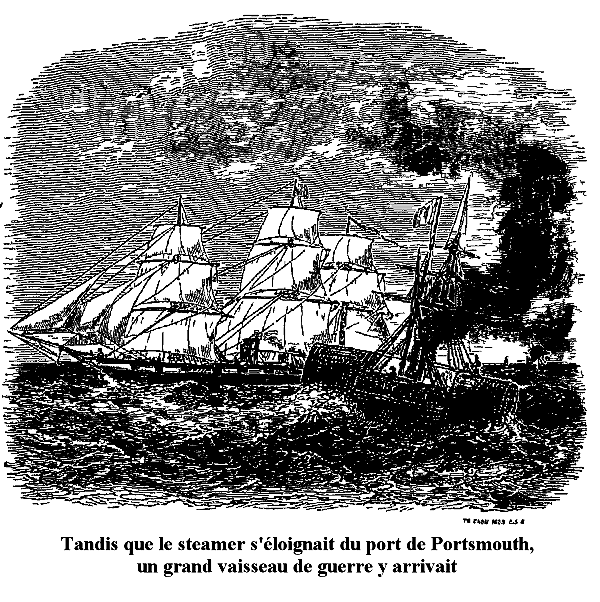 Tandis que le steamer s'éloignait du port de Portsmouth,
un grand vaisseau de guerre y arrivait